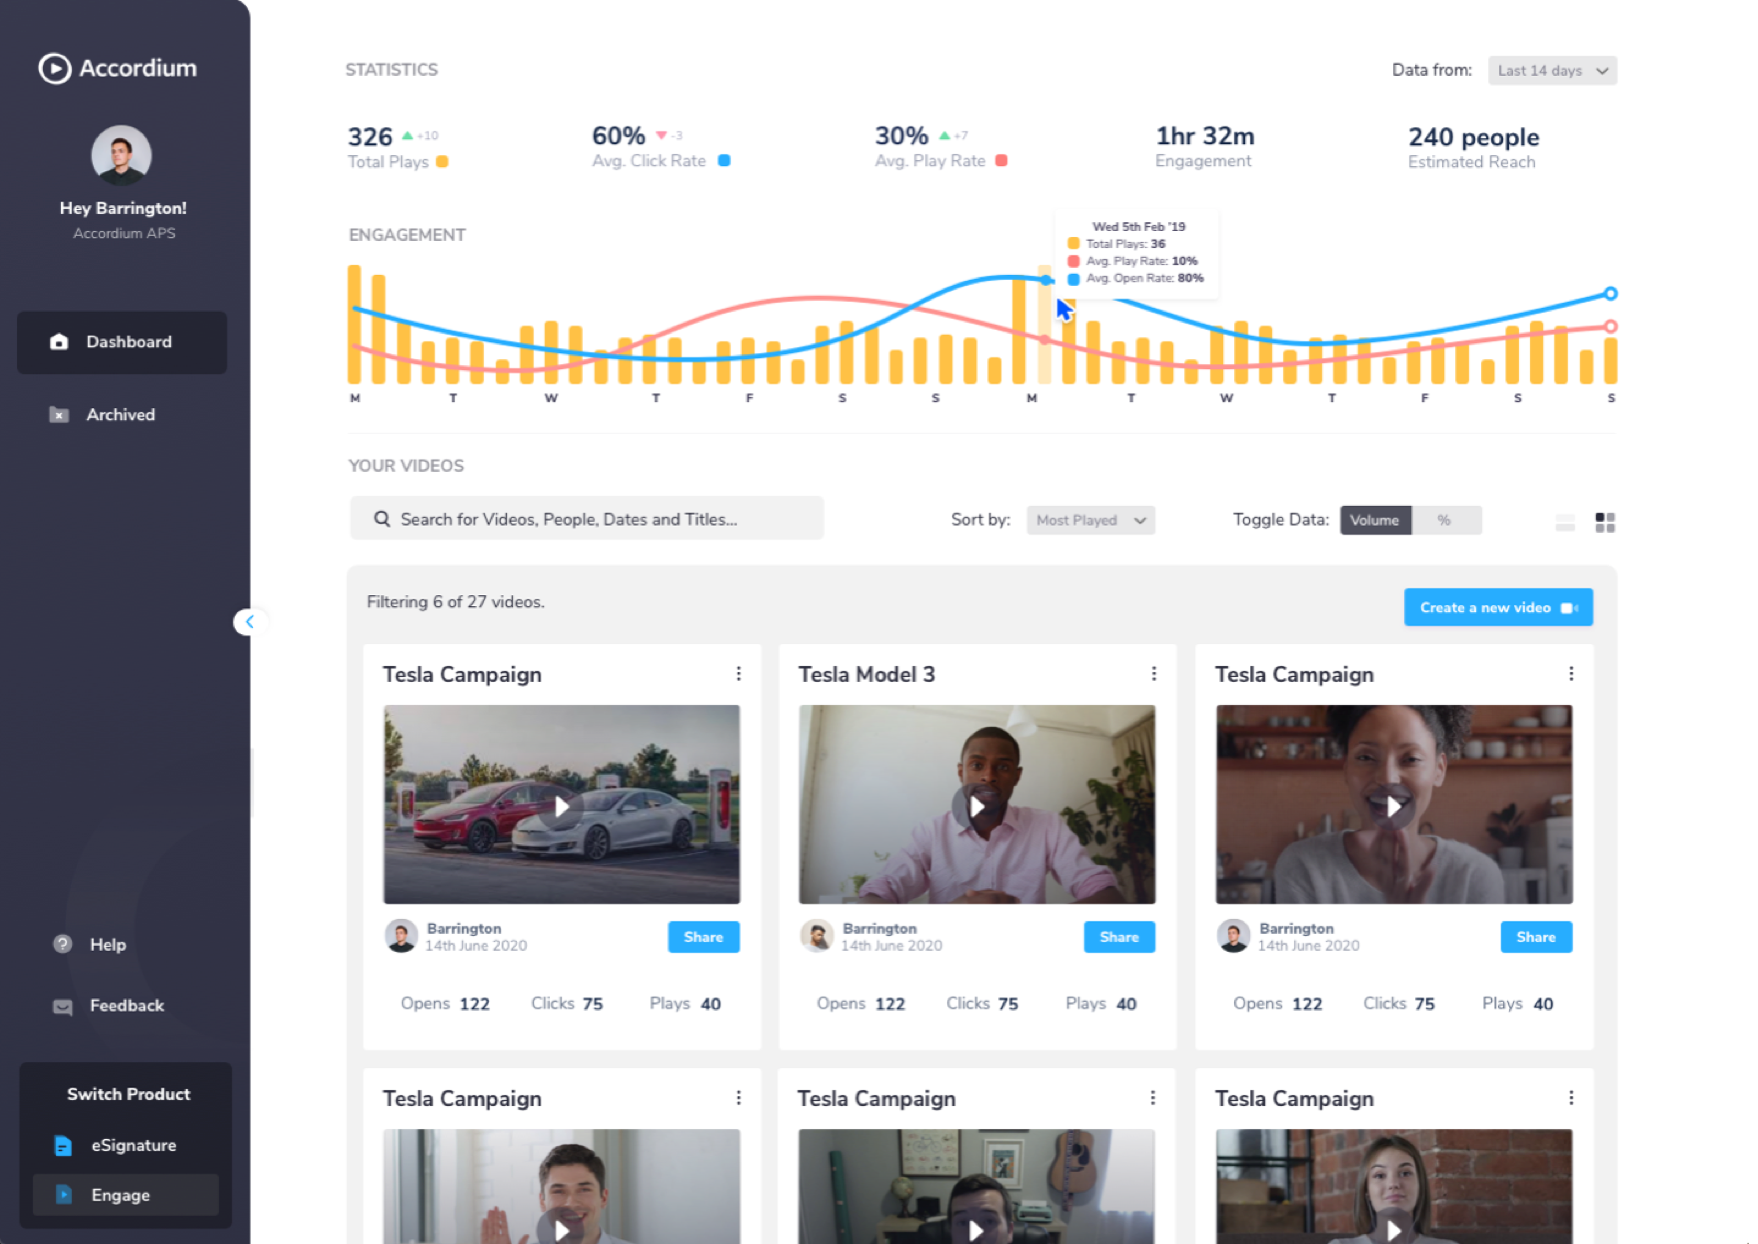 Accordium
Hey Barrington!
Accordium APS
Dashboard
Archived
Help
Feedback
Switch Product
eSignature
Engage
STATISTICS
Data from: Last 14 days
326 +10
Total Plays
60% -3
Avg. Click Rate
30% +7
Avg. Play Rate
1hr 32m
Engagement
240 people
Estimated Reach
ENGAGEMENT
Wed 5th Feb '19
Total Plays: 36
Avg. Play Rate: 10%
Avg. Open Rate: 80%
M T W T F S S M T W T F S S
YOUR VIDEOS
Search for Videos, People, Dates and Titles...
Sort by: Most Played
Toggle Data: Volume %
Filtering 6 of 27 videos.
Create a new video
Tesla Campaign
Barrington
14th June 2020
Share
Opens 122 Clicks 75 Plays 40
Tesla Model 3
Barrington
14th June 2020
Share
Opens 122 Clicks 75 Plays 40
Tesla Campaign
Barrington
14th June 2020
Share
Opens 122 Clicks 75 Plays 40
Tesla Campaign
Tesla Campaign
Tesla Campaign